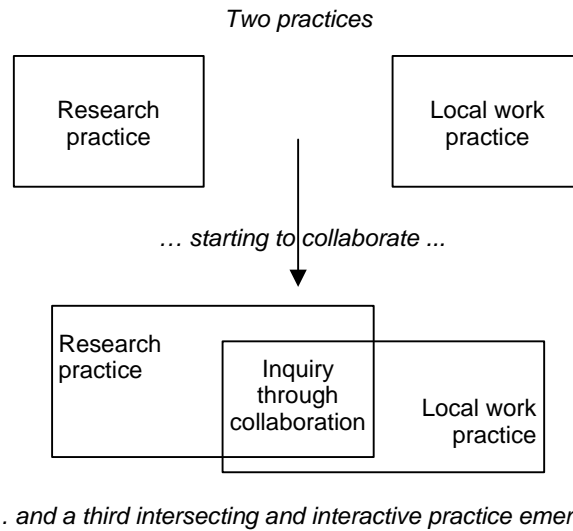 Two practices
Research
practice
Local work
practice
… starting to collaborate ...
Research
practice
Inquiry
through
collaboration
Local work
practice
. and a third intersecting and interactive practice